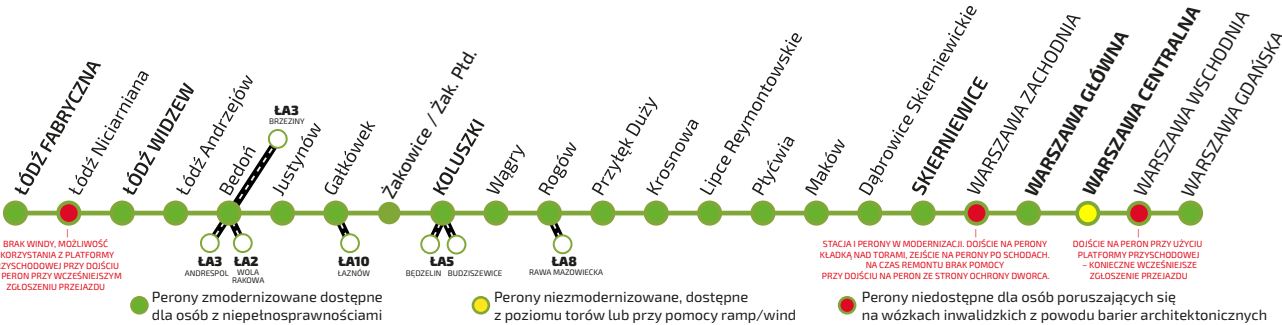 ŁÓDŹ FABRYCZNA
Łódź Niciarniana
ŁÓDŹ WIDZEW
Łódź Andrzejów
Bedoń
Justynów
Gałkówek
Żakowice / Żak. Płd.
KOLUSZKI
Wągry
Rogów
Przyłęk Duży
Krosnowa
Lipce Reymontowskie
Płyćwia
Maków
Dąbrowice Skierniewickie
SKIERNIEWICE
WARSZAWA ZACHODNIA
WARSZAWA GŁÓWNA
WARSZAWA CENTRALNA
WARSZAWA WSCHODNIA
WARSZAWA GDAŃSKA
ŁA3
BRZEZINY
BRAK WINDY, MOŻLIWOŚĆ
KORZYSTANIA Z PLATFORMY
ZYSCHODOWEJ PRZY DOJŚCIU
PERON PRZY WCZEŚNIEJSZYM
ZGŁOSZENIU PRZEJAZDU
ŁA3
ANDRESPOL
ŁA2
WOLA
RAKOWA
ŁA10
ŁAZNÓW
ŁA5
BĘDZELIN BUDZISZEWICE
ŁA8
RAWA MAZOWIECKA
STACJA I PERONY W MODERNIZACJI. DOJŚCIE NA PERONY
KŁADKĄ NAD TORAMI, ZEJŚCIE NA PERONY PO SCHODACH.
NA CZAS REMONTU BRAK POMOCY
PRZY DOJŚCIU NA PERON ZE STRONY OCHRONY DWORCA.
DOJŚCIE NA PERON PRZY UŻYCIU
PLATFORMY PRZYSCHODOWEJ
– KONIECZNE WCZEŚNIEJSZE
ZGŁOSZENIE PRZEJAZDU
Perony zmodernizowane dostępne
dla osób z niepełnosprawnościami
Perony niezmodernizowane, dostępne
z poziomu torów lub przy pomocy ramp/wind
Perony niedostępne dla osób poruszających się
na wózkach inwalidzkich z powodu barier architektonicznych